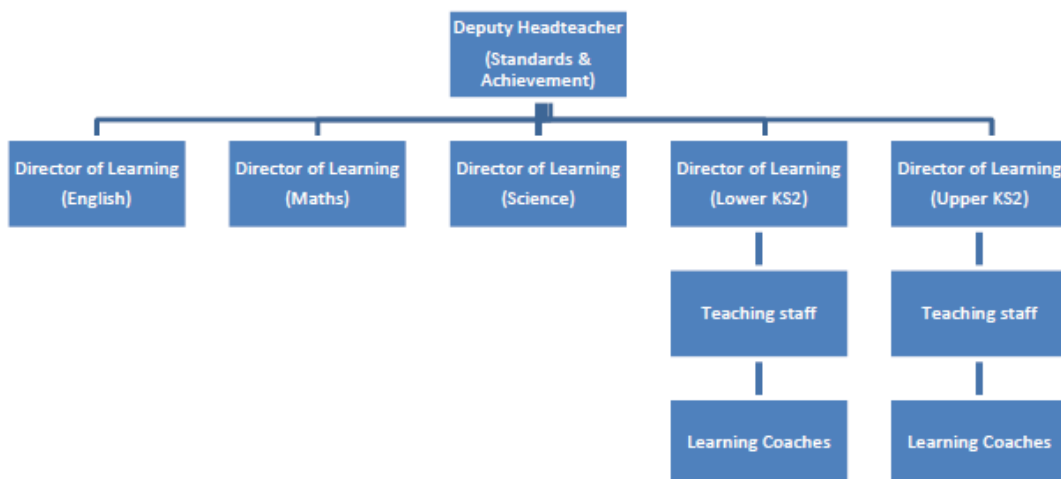 Deputy Headteacher
(Standards &
Achievement)
Director of Learning
(English)
Director of Learning
(Maths)
Director of Learning
(Science)
Director of Learning
(Lower KS2)
Director of Learning
(Upper KS2)
Teaching staff
Teaching staff
Learning Coaches
Learning Coaches